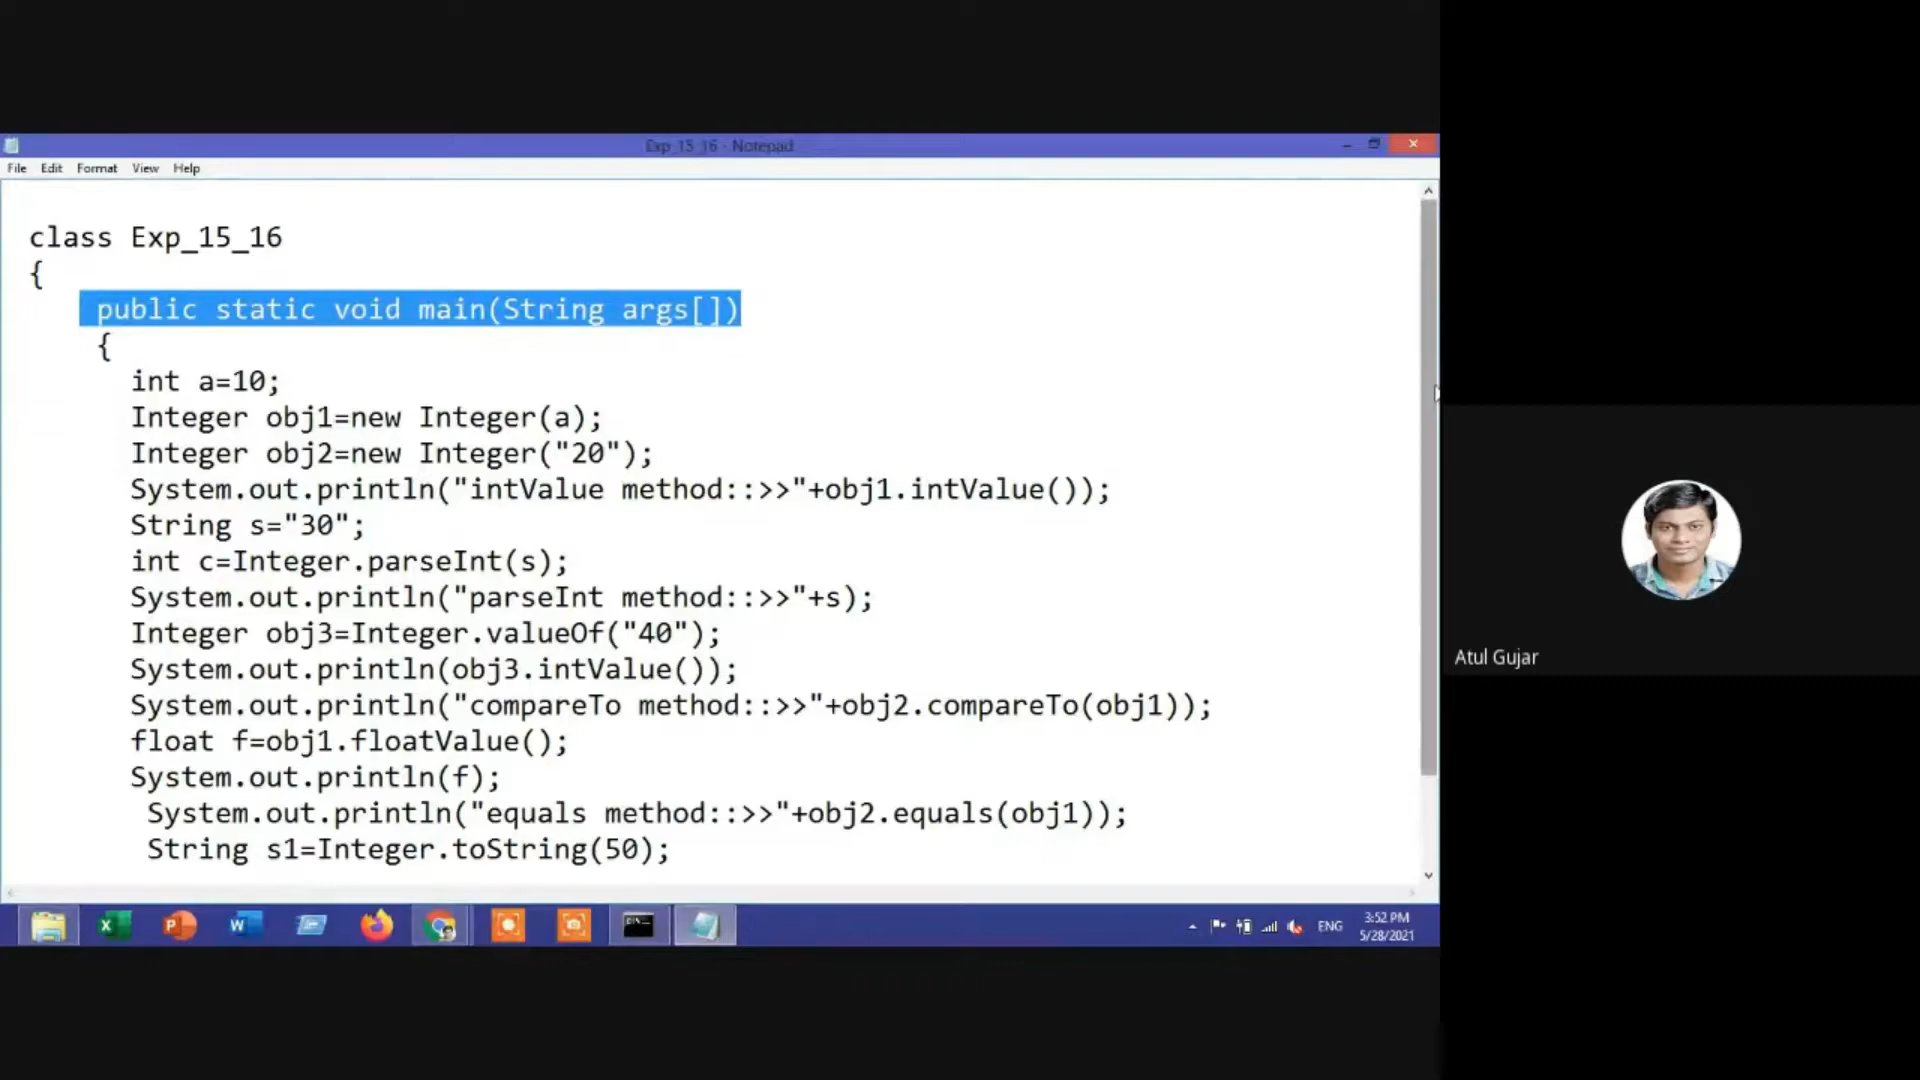 Exp_15_16 - Notepad
File Edit Format View Help
class Exp_15_16
{
public static void main(String args[])
{
int a=10;
Integer obj1=new Integer(a);
Integer obj2=new Integer("20");
System.out.println("intValue method::>>"+obj1.intValue());
String s="30";
int c=Integer.parseInt(s);
System.out.println("parseInt method::>>"+s);
Integer obj3=Integer.valueOf("40");
System.out.println(obj3.intValue());
System.out.println("compareTo method::>>"+obj2.compareTo(obj1));
float f=obj1.floatValue();
System.out.println(f);
System.out.println("equals method::>>"+obj2.equals(obj1));
String s1=Integer.toString(50);
Atul Gujar
ENG
3:52 PM
5/28/2021